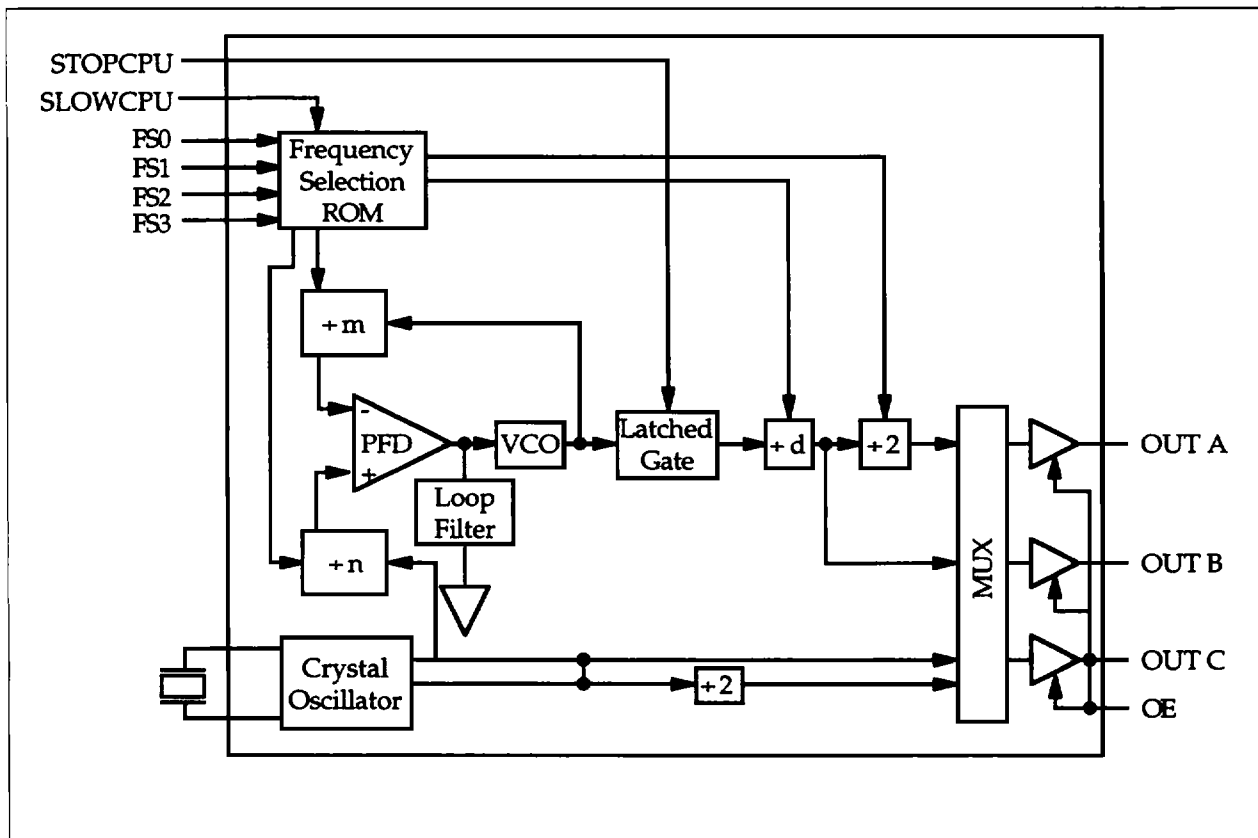 STOPCPU
SLOWCPU
FS0
FS1
FS2
FS3
Frequency
Selection
ROM
÷ m
-
PFD
+
VCO
Latched
Gate
÷ d
÷ 2
Loop
Filter
÷ n
Crystal
Oscillator
÷ 2
MUX
OUT A
OUT B
OUT C
OE